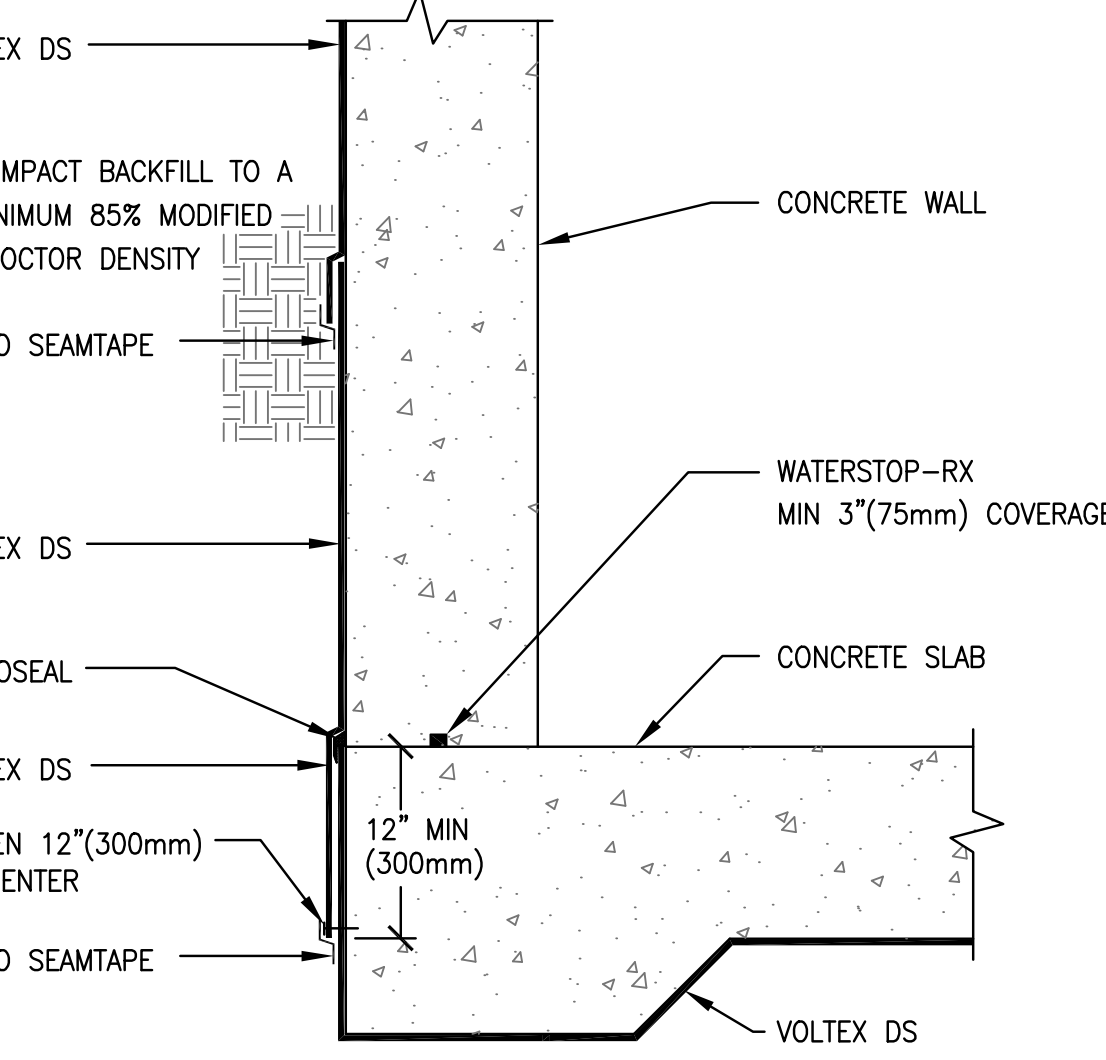 EX DS
MPACT BACKFILL TO A
NIMUM 85% MODIFIED
OCTOR DENSITY
O SEAMTAPE
EX DS
OSEAL
EX DS
EN 12"(300mm)
ENTER
O SEAMTAPE
12" MIN
(300mm)
CONCRETE WALL
WATERSTOP-RX
MIN 3"(75mm) COVERAGE
CONCRETE SLAB
VOLTEX DS